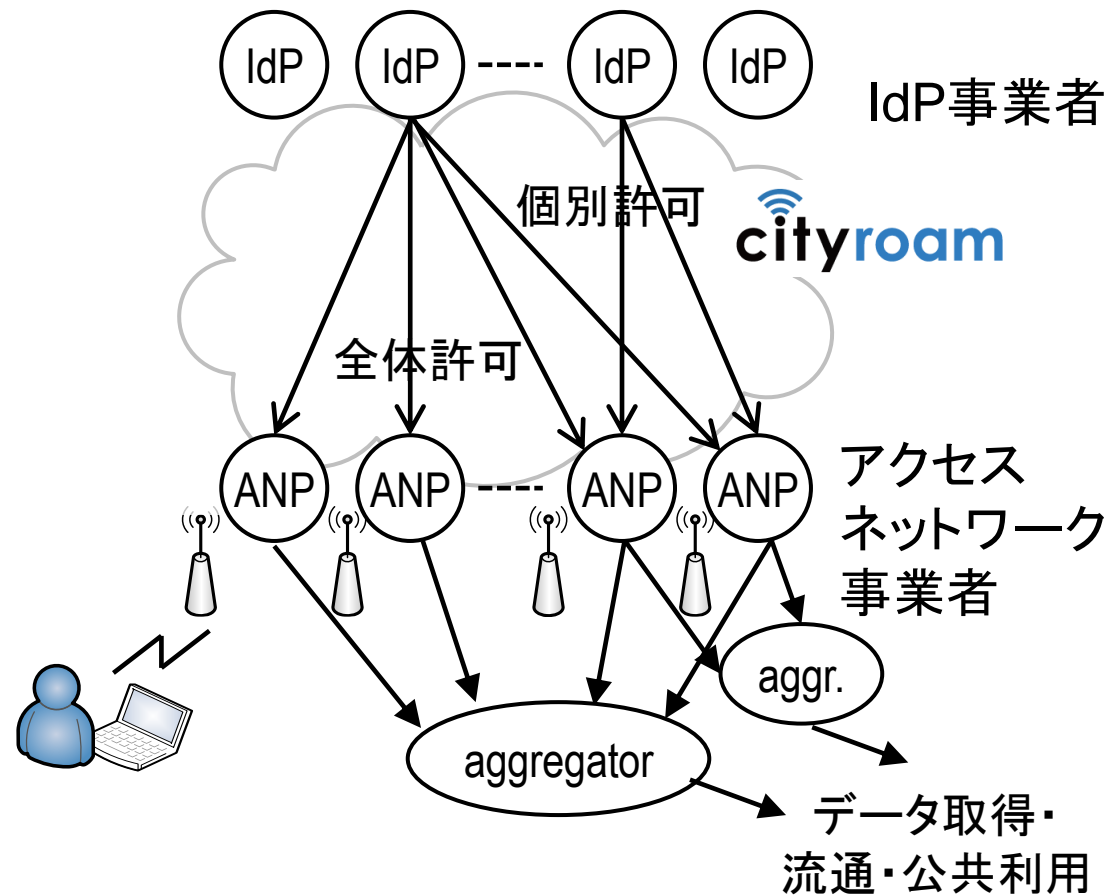 IdP IdP ---- IdP IdP
IdP事業者
個別許可
cityroam
全体許可
ANP ANP ---- ANP ANP
アクセス
ネットワーク
事業者
aggr.
aggregator
データ取得・
流通・公共利用